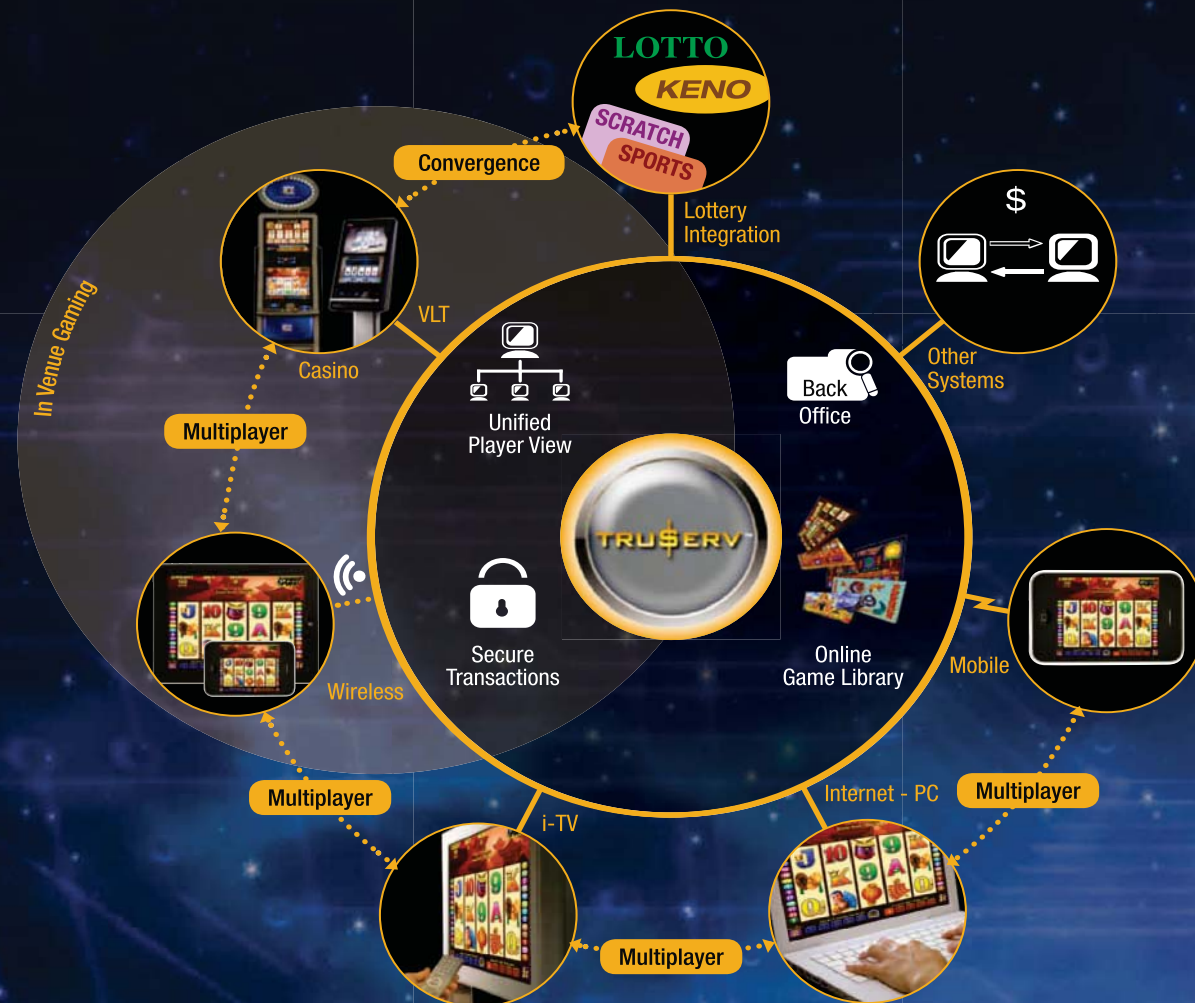 LOTTO
KENO
SCRATCH
SPORTS
Convergence
Lottery
Integration
$
In Venue Gaming
VLT
Casino
Other
Systems
Unified
Player View
Back
Office
Multiplayer
TRU$ERV
Secure
Transactions
Online
Game Library
Wireless
Mobile
Multiplayer
i-TV
Internet - PC
Multiplayer
Multiplayer